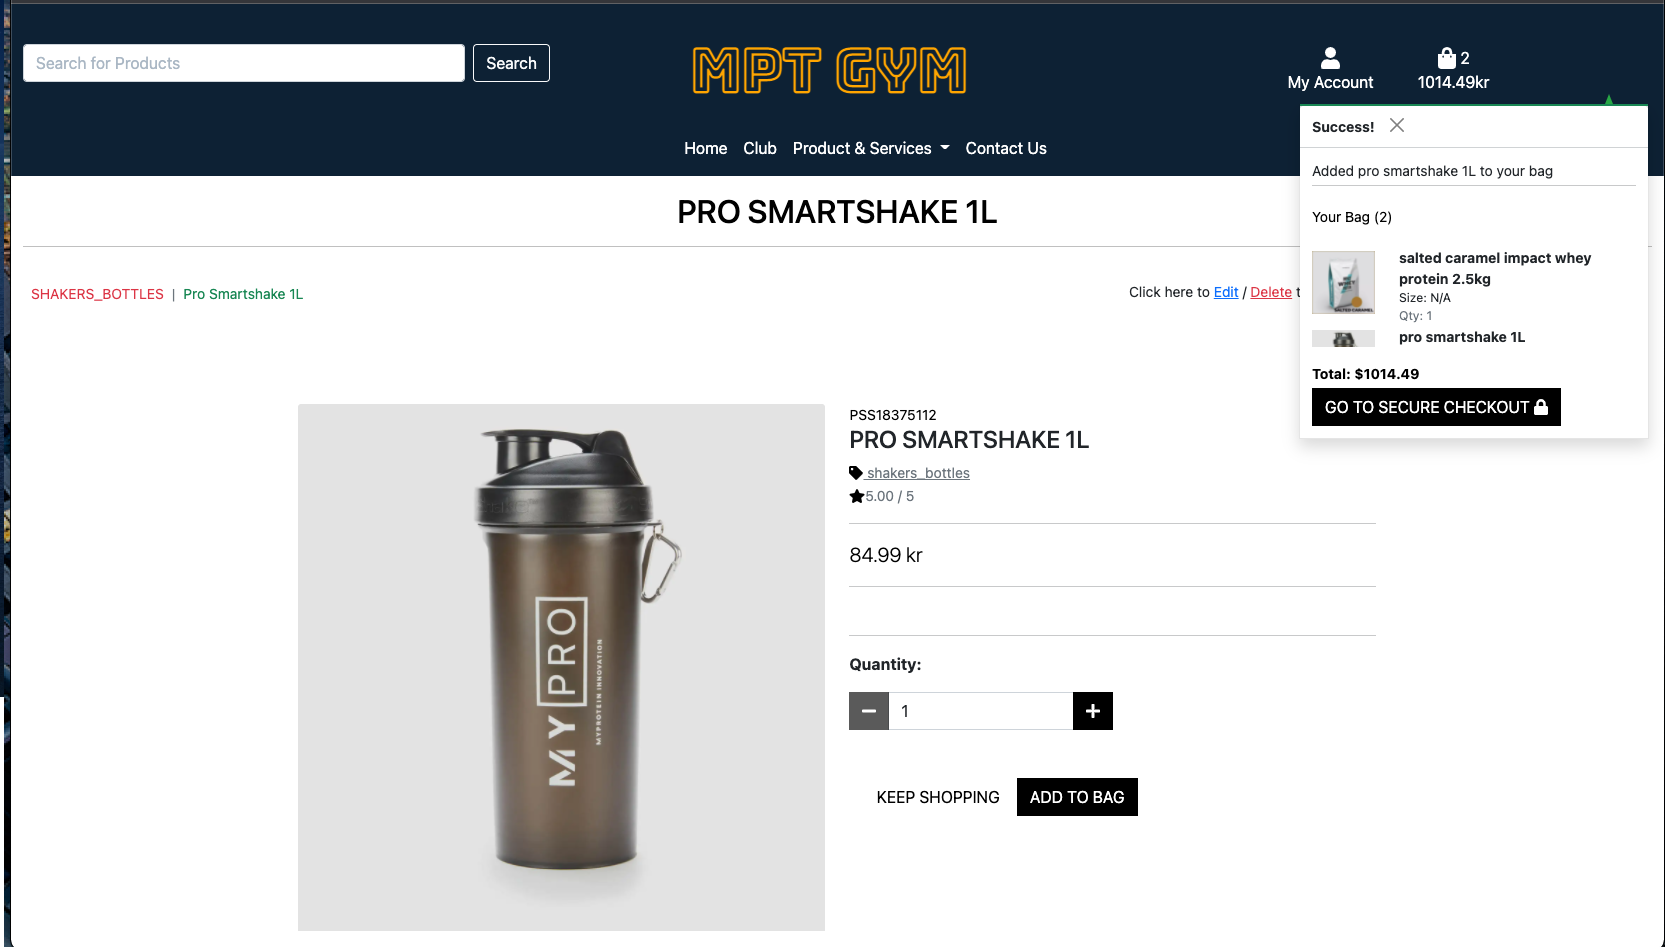 Search for Products
Search
MPT GYM
My Account
2
1014.49kr
Home
Club
Product & Services
Contact Us
Success!
Added pro smartshake 1L to your bag
Your Bag (2)
salted caramel impact whey
protein 2.5kg
Size: N/A
Qty: 1
pro smartshake 1L
Total: $1014.49
GO TO SECURE CHECKOUT
PRO SMARTSHAKE 1L
SHAKERS_BOTTLES | Pro Smartshake 1L
Click here to Edit / Delete t
PSS18375112
PRO SMARTSHAKE 1L
shakers_bottles
5.00 / 5
84.99 kr
Quantity:
1
KEEP SHOPPING
ADD TO BAG
MYPRO
MYPROTEIN INNOVATION
SALTED CARAMEL